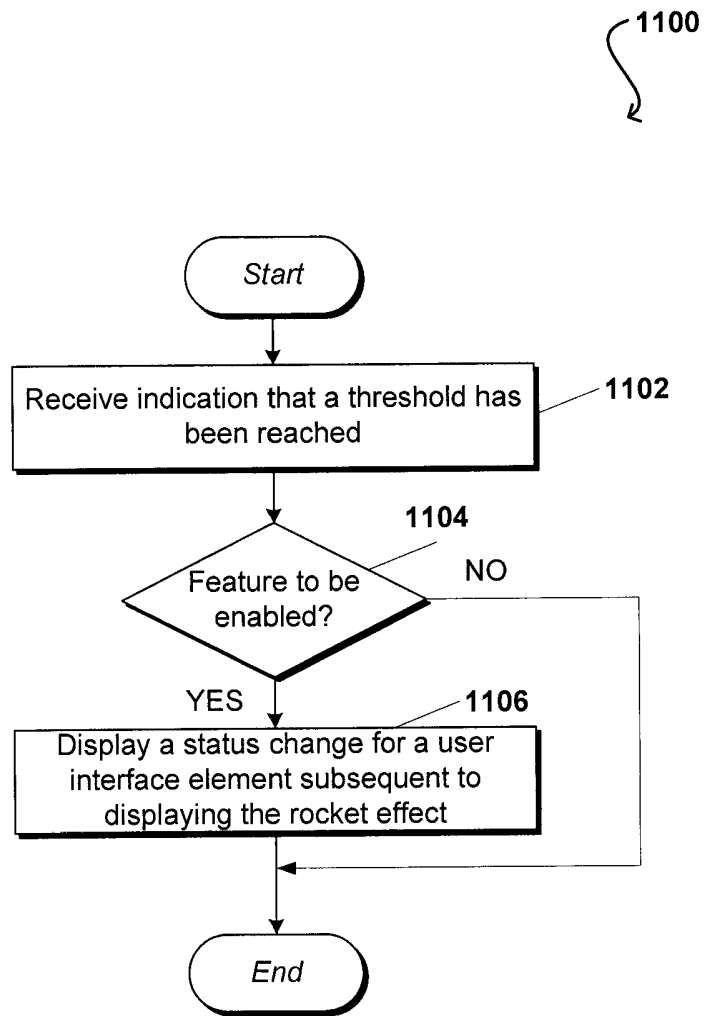 1100
Start
Receive indication that a threshold has
been reached
1102
1104
Feature to be
enabled?
NO
YES
1106
Display a status change for a user
interface element subsequent to
displaying the rocket effect
End